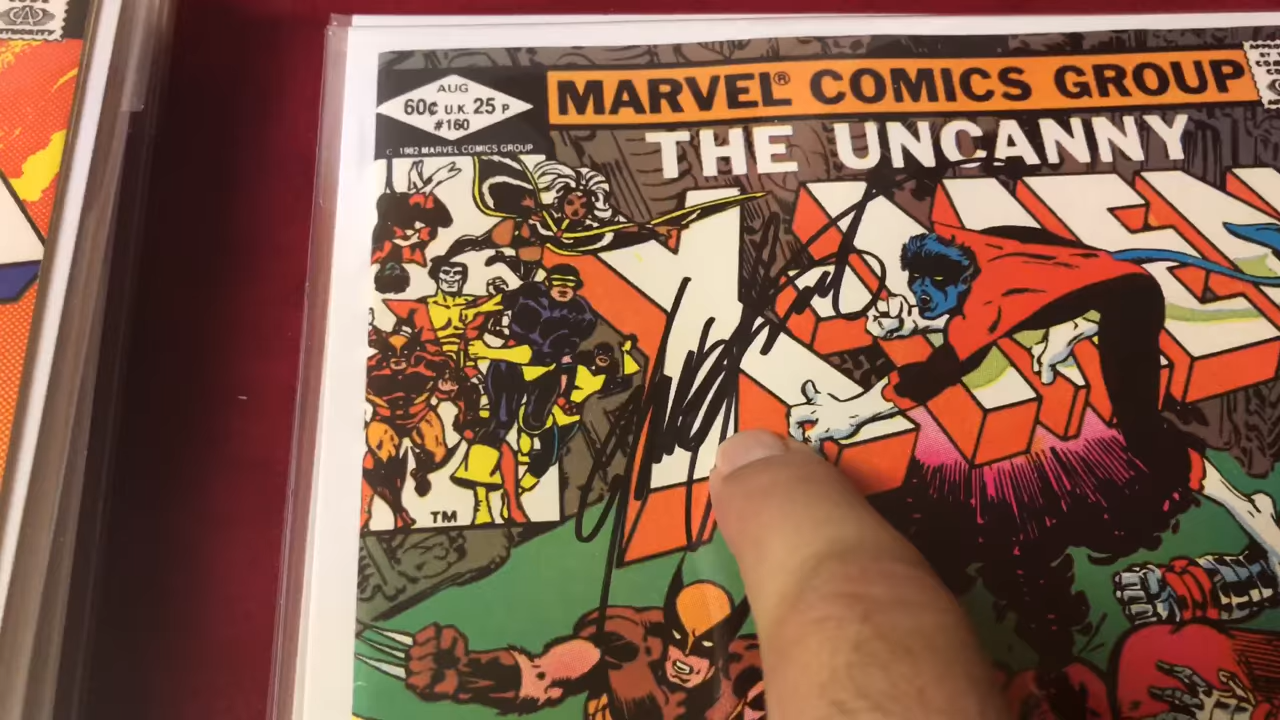 AUG
60¢ U.K. 25 P
#160
C 1982 MARVEL COMICS GROUP
MARVEL® COMICS GROUP
THE UNCANNY
X-MEN
TM